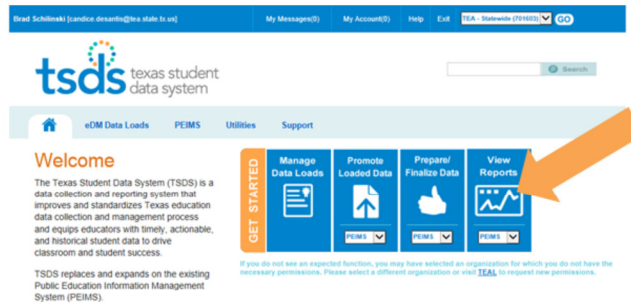 Brad Schilinski [candice.desantis@tea.state.tx.us] My Messages(0) My Account(0) Help Exit TEA - Statewide (701603) GO
tsds texas student
data system
Search
eDM Data Loads PEIMS Utilities Support
Welcome
The Texas Student Data System (TSDS) is a
data collection and reporting system that
improves and standardizes Texas education
data collection and management process
and equips educators with timely, actionable,
and historical student data to drive
classroom and student success.
TSDS replaces and expands on the existing
Public Education Information Management
System (PEIMS).
GET STARTED
Manage
Data Loads
Promote
Loaded Data
PEIMS
Prepare/
Finalize Data
PEIMS
View
Reports
PEIMS
If you do not see an expected function, you may have selected an organization for which you do not have the
necessary permissions. Please select a different organization or visit TEAL to request new permissions.